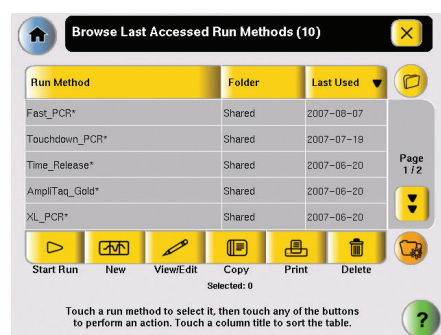 Browse Last Accessed Run Methods (10)
Run Method Folder Last Used
Fast_PCR* Shared 2007-08-07
Touchdown_PCR* Shared 2007-07-19
Time_Release* Shared 2007-06-20
AmpliTaq_Gold* Shared 2007-06-20
XL_PCR* Shared 2007-06-20
Page
1/2
Start Run New View/Edit Copy Print Delete
Selected: 0
Touch a run method to select it, then touch any of the buttons
to perform an action. Touch a column title to sort the table.
?